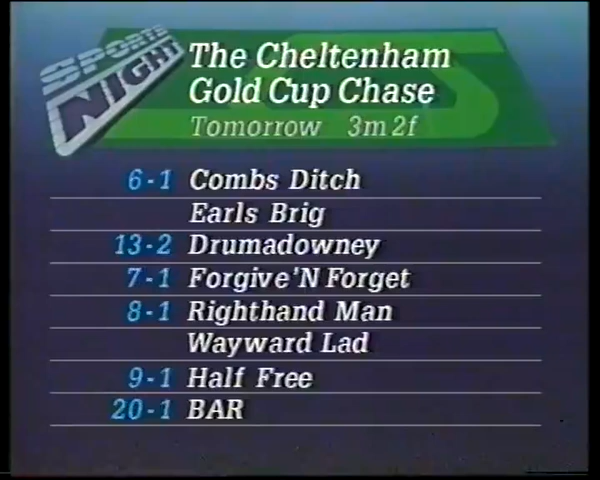 SPORTS
NIGHT
The Cheltenham
Gold Cup Chase
Tomorrow 3m 2f
6-1 Combs Ditch
Earls Brig
13-2 Drumadowney
7-1 Forgive'N Forget
8-1 Righthand Man
Wayward Lad
9-1 Half Free
20-1 BAR